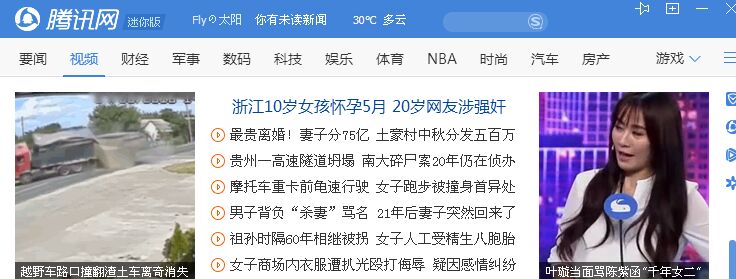 腾讯网 迷你版 Flyの太阳 你有未读新闻 30℃ 多云
要闻 视频 财经 军事 数码 科技 娱乐 体育 NBA 时尚 汽车 房产 游戏
浙江10岁女孩怀孕5月 20岁网友涉强奸
最贵离婚！妻子分75亿 土蒙村中秋分发五百万
贵州一高速隧道坍塌 南大碎尸案20年仍在侦办
摩托车重卡前龟速行驶 女子跑步被撞身首异处
男子背负“杀妻”骂名 21年后妻子突然回来了
祖孙时隔60年相继被拐 女子人工受精生八胞胎
女子商场内衣服遭扒光殴打侮辱 疑因感情纠纷
越野车路口撞翻渣土车离奇消失
叶璇当面骂陈紫函“千年女二”